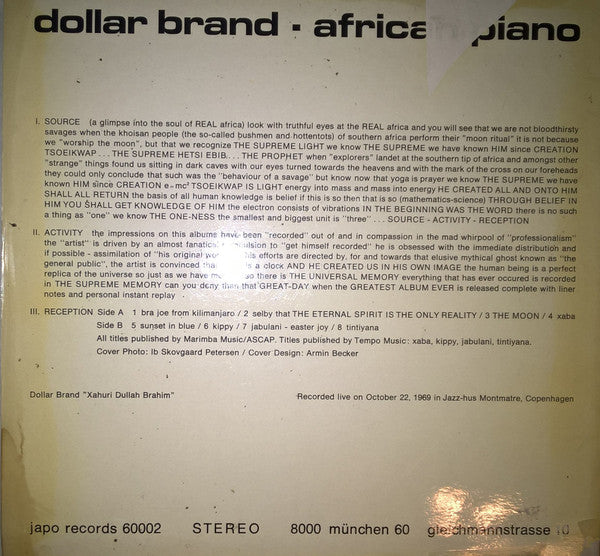 dollar brand • african piano
I. SOURCE (a glimpse into the soul of REAL africa) look with truthful eyes at the REAL africa and you will see that we are not bloodthirsty
savages when the khoisan people (the so-called bushmen and hottentots) of southern africa perform their "moon ritual" it is not because
we "worship the moon", but that we recognize THE SUPREME LIGHT we know THE SUPREME we have known HIM since CREATION
TSOEIKWAP . . . THE SUPREME HETSI EBIB. . . . THE PROPHET when "explorers" landet at the southern tip of africa and amongst other
"strange" things found us sitting in dark caves with our eyes turned towards the heavens and with the mark of the cross on our foreheads
they could only conclude that such was the "behaviour of a savage" but know now that yoga is prayer we know THE SUPREME we have
known HIM since CREATION e=mc² TSOEIKWAP IS LIGHT energy into mass and mass into energy HE CREATED ALL AND ONTO HIM
SHALL ALL RETURN the basis of all human knowledge is belief if this is so then that is so (mathematics-science) THROUGH BELIEF IN
HIM YOU SHALL GET KNOWLEDGE OF HIM the electron consists of vibrations IN THE BEGINNING WAS THE WORD there is no such
a thing as "one" we know THE ONE-NESS the smallest and biggest unit is "three" . . . SOURCE - ACTIVITY - RECEPTION
II. ACTIVITY the impressions on this albums have been "recorded" out of and in compassion in the mad whirpool of "professionalism"
the "artist" is driven by an almost fanatical to "get himself recorded" he is obsessed with the immediate distribution and
if possible - assimilation of "his original efforts are directed by, for and towards that elusive mythical ghost known as "the
general public", the artist is convinced is a clock AND HE CREATED US IN HIS OWN IMAGE the human being is a perfect
replica of the universe so just as we have there is THE UNIVERSAL MEMORY everything that has ever occured is recorded
in THE SUPREME MEMORY can you deny than that GREAT-DAY when the GREATEST ALBUM EVER is released complete with liner
notes and personal instant replay
III. RECEPTION Side A 1 bra joe from kilimanjaro / 2 selby that THE ETERNAL SPIRIT IS THE ONLY REALITY / 3 THE MOON / 4 xaba
Side B 5 sunset in blue / 6 kippy / 7 jabulani - easter joy / 8 tintiyana
All titles published by Marimba Music/ASCAP. Titles published by Tempo Music: xaba, kippy, jabulani, tintiyana.
Cover Photo: Ib Skovgaard Petersen / Cover Design: Armin Becker
Dollar Brand "Xahuri Dullah Brahim" Recorded live on October 22, 1969 in Jazz-hus Montmatre, Copenhagen
japo records 60002 STEREO 8000 münchen 60 gleichmannstrasse 10